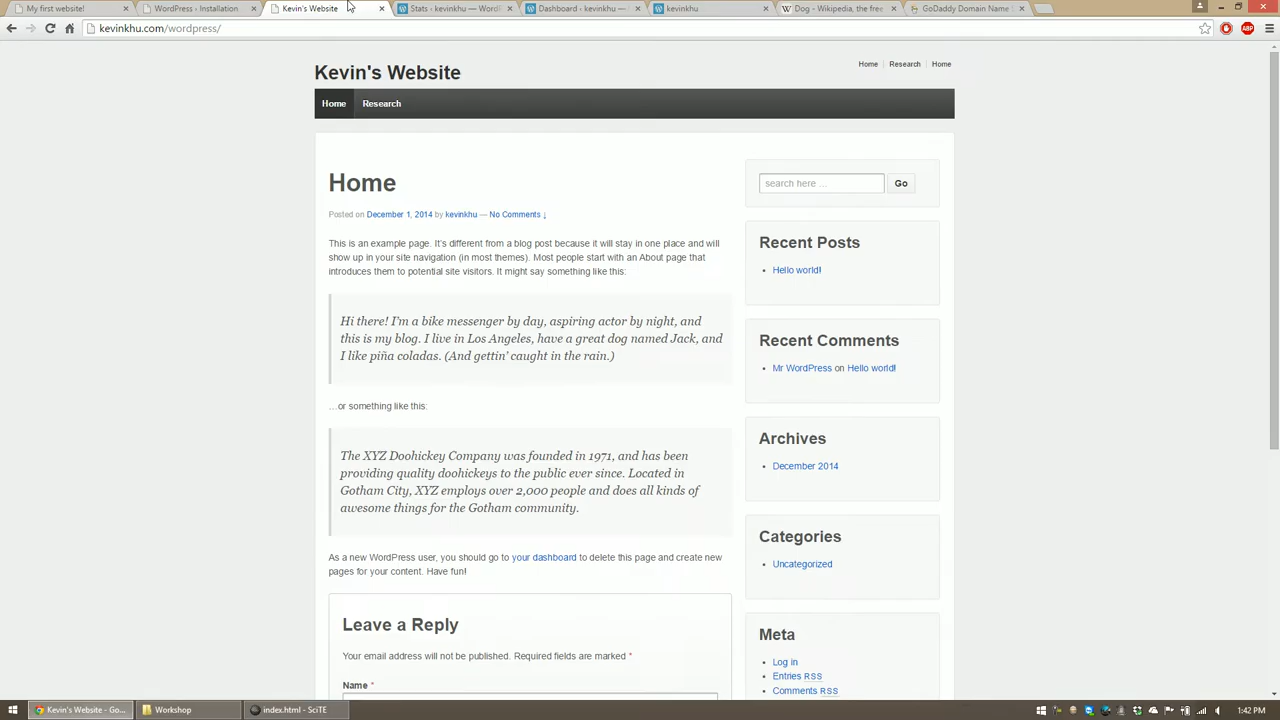 My first website!
WordPress › Installation
Kevin's Website
Stats ‹ kevinkhu — WordP
Dashboard ‹ kevinkhu —
kevinkhu
Dog - Wikipedia, the free
GoDaddy Domain Name
kevinkhu.com/wordpress/
ABP
Kevin's Website
Home
Research
Home
Home
Research
Home
Posted on December 1, 2014 by kevinkhu — No Comments ↓
This is an example page. It's different from a blog post because it will stay in one place and will
show up in your site navigation (in most themes). Most people start with an About page that
introduces them to potential site visitors. It might say something like this:
Hi there! I'm a bike messenger by day, aspiring actor by night, and
this is my blog. I live in Los Angeles, have a great dog named Jack, and
I like piña coladas. (And gettin' caught in the rain.)
…or something like this:
The XYZ Doohickey Company was founded in 1971, and has been
providing quality doohickeys to the public ever since. Located in
Gotham City, XYZ employs over 2,000 people and does all kinds of
awesome things for the Gotham community.
As a new WordPress user, you should go to your dashboard to delete this page and create new
pages for your content. Have fun!
Leave a Reply
Your email address will not be published. Required fields are marked *
Name *
search here …
Go
Recent Posts
Hello world!
Recent Comments
Mr WordPress on Hello world!
Archives
December 2014
Categories
Uncategorized
Meta
Log in
Entries RSS
Comments RSS
Kevin's Website - Go...
Workshop
index.html - SciTE
1:42 PM